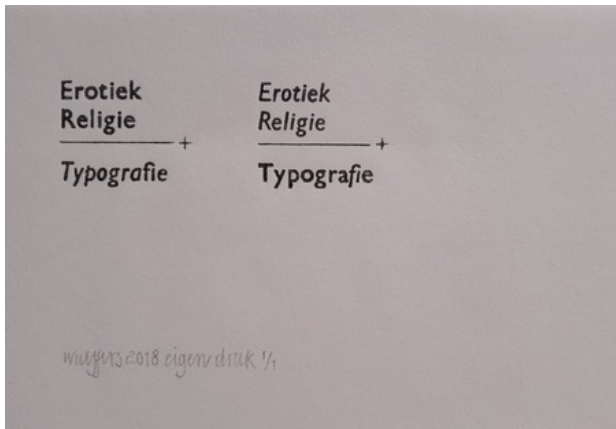 Erotiek
Religie
+
Typografie
Erotiek
Religie
+
Typografie
2018 eigen druk 1/1